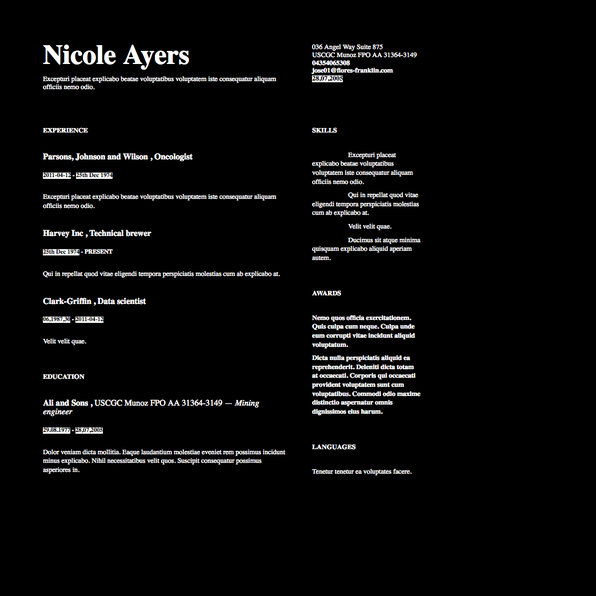 Nicole Ayers
Excepturi placeat explicabo beatae voluptatibus voluptatem iste consequatur aliquam
officiis nemo odio.
036 Angel Way Suite 875
USCGC Munoz FPO AA 31364-3149
04354065308
jose01@flores-franklin.com
28.07.2005
EXPERIENCE
Parsons, Johnson and Wilson , Oncologist
2011-04-12 - 25th Dec 1974
Excepturi placeat explicabo beatae voluptatibus voluptatem iste consequatur aliquam
officiis nemo odio.
Harvey Inc , Technical brewer
25th Dec 1974 - PRESENT
Qui in repellat quod vitae eligendi tempora perspiciatis molestias cum ab explicabo at.
Clark-Griffin , Data scientist
06.1987.30 - 2011-04-12
Velit velit quae.
EDUCATION
Ali and Sons , USCGC Munoz FPO AA 31364-3149 — Mining
engineer
29.08.1977 - 28.07.2005
Dolor veniam dicta mollitia. Eaque laudantium molestiae eveniet rem possimus incidunt
minus explicabo. Nihil necessitatibus velit quos. Suscipit consequatur possimus
asperiores in.
SKILLS
Excepturi placeat
explicabo beatae voluptatibus
voluptatem iste consequatur aliquam
officiis nemo odio.
Qui in repellat quod vitae
eligendi tempora perspiciatis molestias
cum ab explicabo at.
Velit velit quae.
Ducimus sit atque minima
quisquam explicabo aliquid aperiam
autem.
AWARDS
Nemo quos officia exercitationem.
Quis culpa cum neque. Culpa unde
eum corrupti vitae incidunt aliquid
voluptatum.
Dicta nulla perspiciatis aliquid ea
reprehenderit. Deleniti dicta totam
at occaecati. Corporis qui occaecati
provident voluptatem sunt cum
voluptatibus. Commodi odio maxime
distinctio aspernatur omnis
dignissimos eius harum.
LANGUAGES
Tenetur tenetur ea voluptates facere.